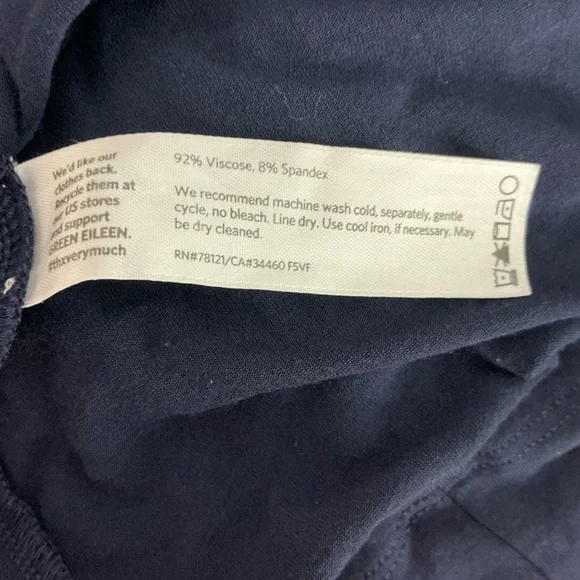 We'd like our
clothes back.
Recycle them at
our US stores
and support
GREEN EILEEN.
#thxverymuch
92% Viscose, 8% Spandex
We recommend machine wash cold, separately, gentle
cycle, no bleach. Line dry. Use cool iron, if necessary. May
be dry cleaned.
RN#78121/CA#34460 F5VF